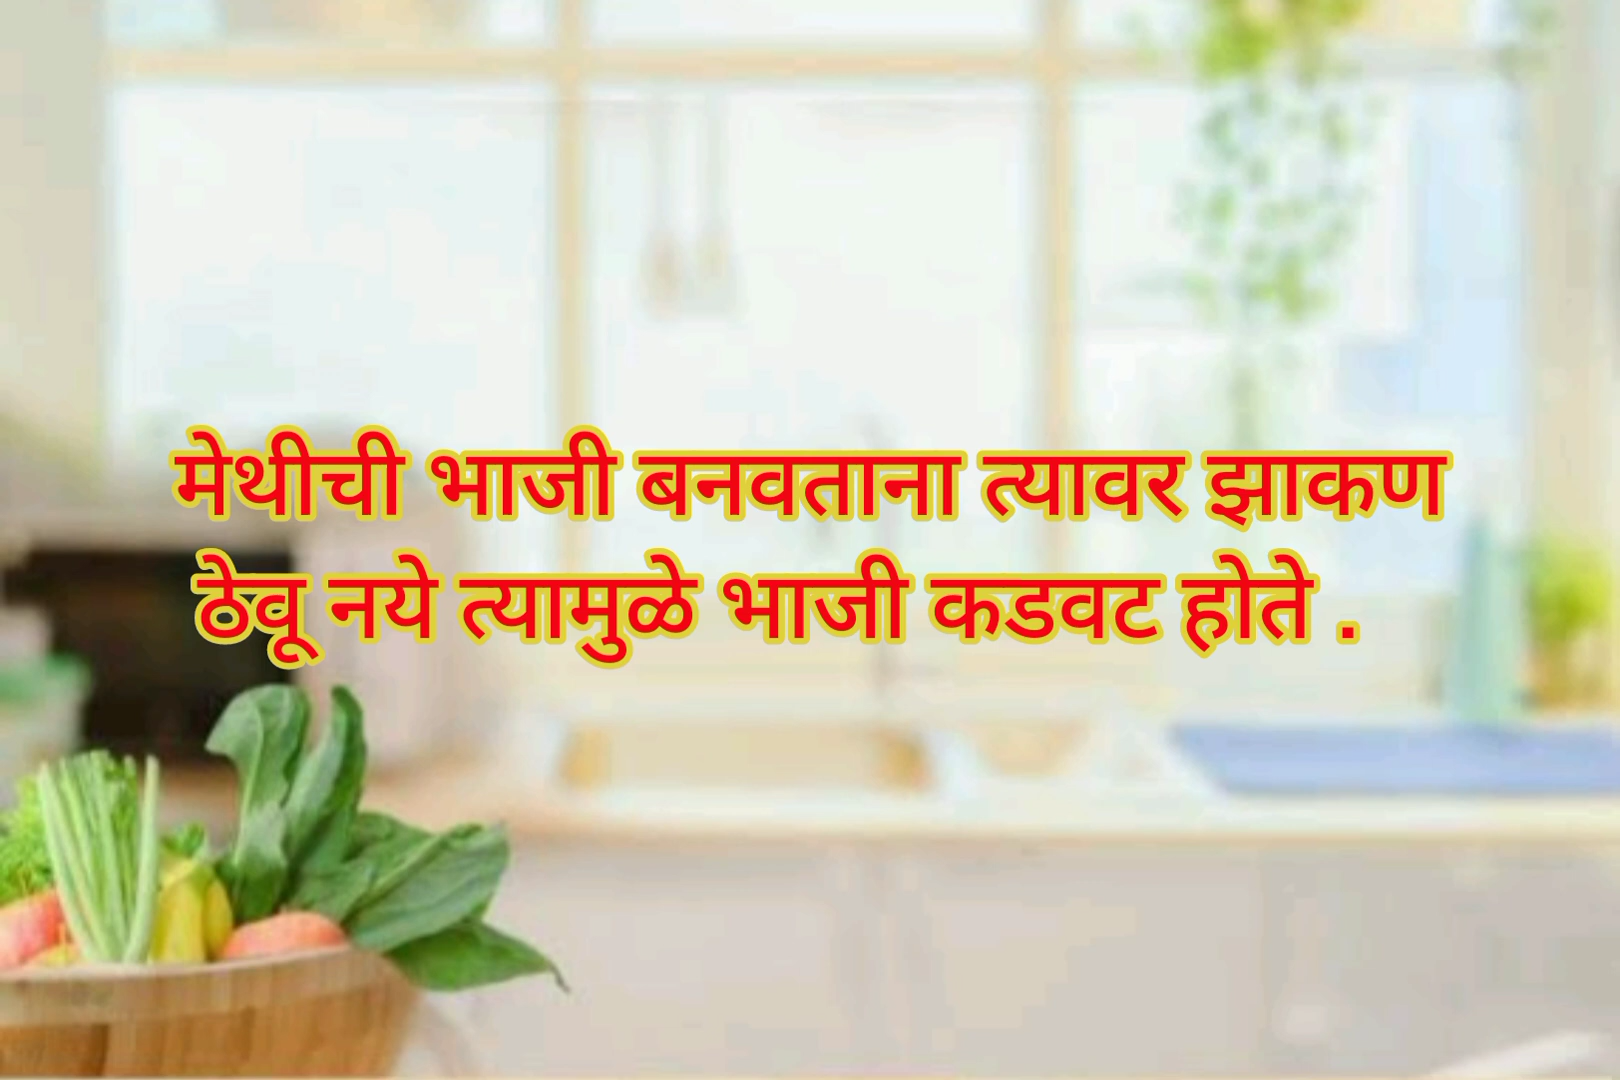 मेथीची भाजी बनवताना त्यावर झाकण
ठेवू नये त्यामुळे भाजी कडवट होते .